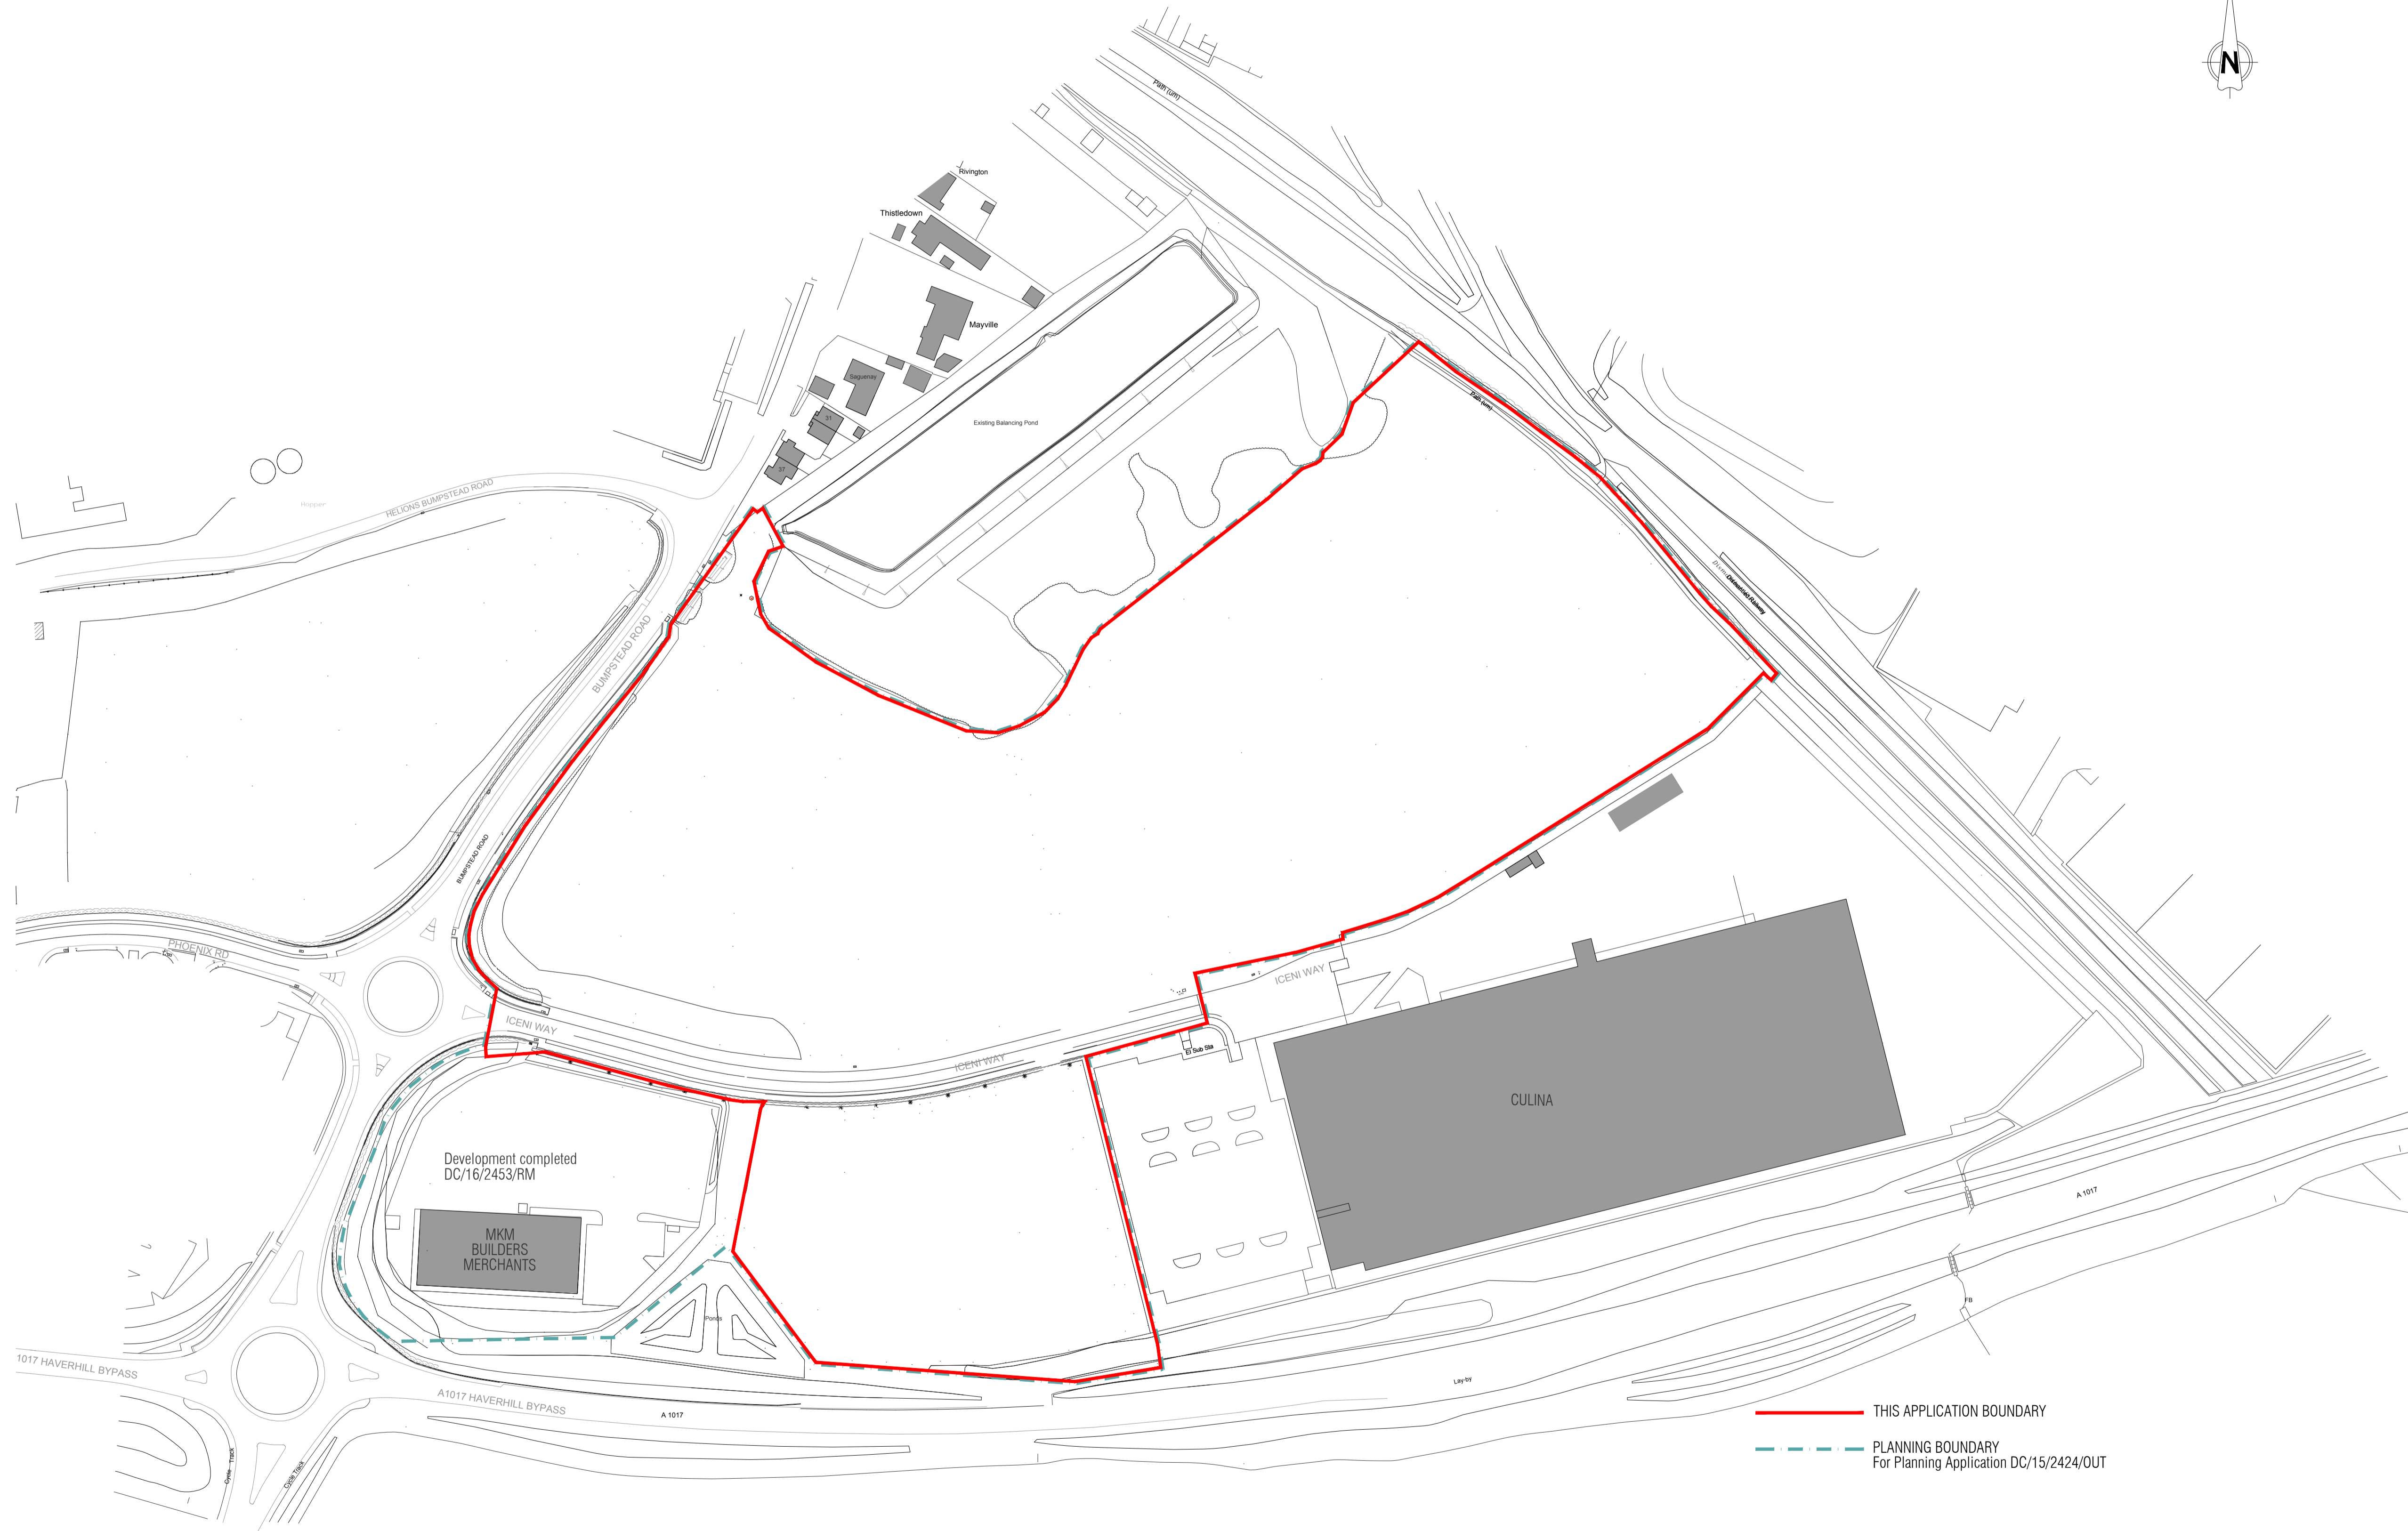 N
Path (um)
Rivington
Thistledown
Mayville
Saguenay
31
37
Existing Balancing Pond
Path (um)
Hopper
HELIONS BUMPSTEAD ROAD
BUMPSTEAD ROAD
BUMPSTEAD ROAD
Dismantled Railway
PHOENIX RD
ICENI WAY
ICENI WAY
ICENI WAY
El Sub Sta
CULINA
Development completed
DC/16/2453/RM
MKM
BUILDERS
MERCHANTS
Ponds
A 1017
FB
1017 HAVERHILL BYPASS
A1017 HAVERHILL BYPASS
A 1017
Lay-by
Cycle Track
Cycle Track
THIS APPLICATION BOUNDARY
PLANNING BOUNDARY
For Planning Application DC/15/2424/OUT